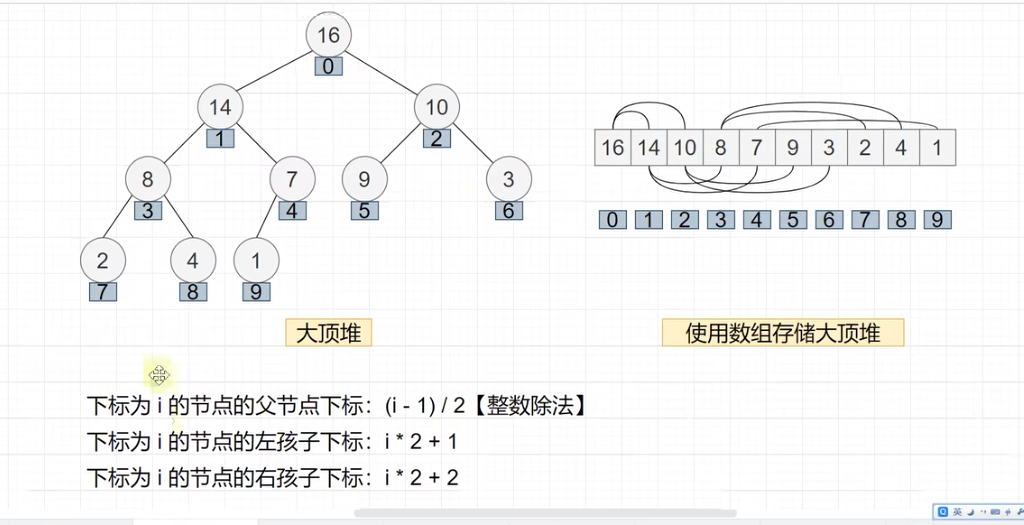 16
0
14
10
1
2
8
7
9
3
3
4
5
6
2
4
1
7
8
9
16 14 10 8 7 9 3 2 4 1
0 1 2 3 4 5 6 7 8 9
大顶堆
使用数组存储大顶堆
下标为 i 的节点的父节点下标：(i - 1) / 2【整数除法】
下标为 i 的节点的左孩子下标：i * 2 + 1
下标为 i 的节点的右孩子下标：i * 2 + 2
英